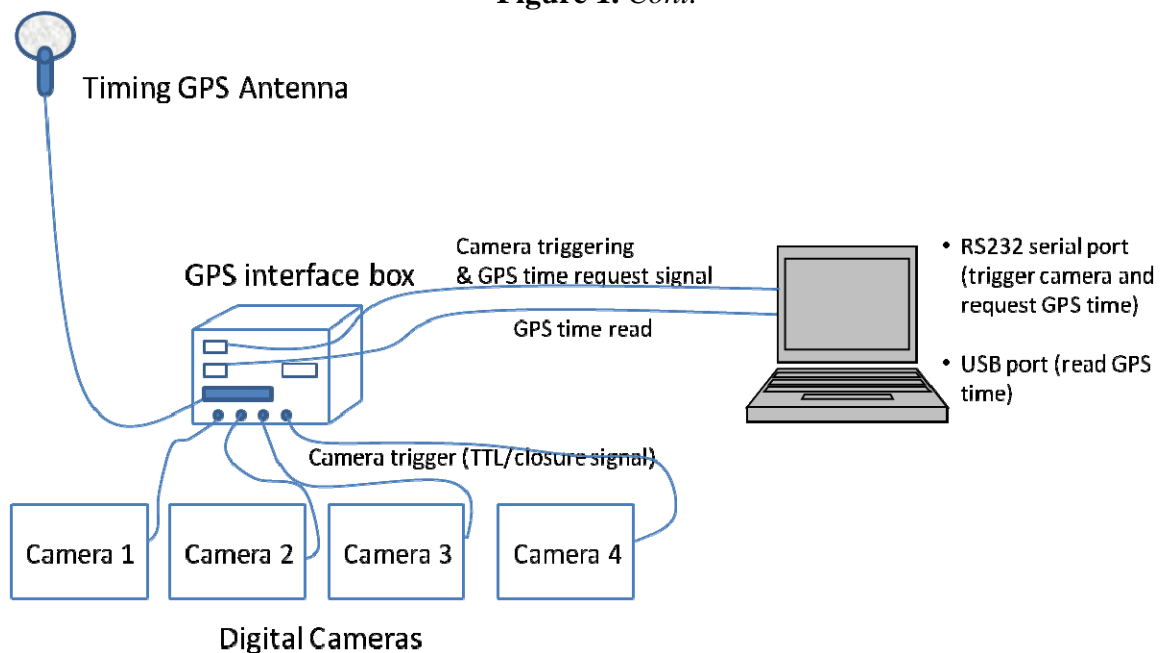 Figure 1. Cont.
Timing GPS Antenna
Camera triggering
& GPS time request signal
GPS interface box
GPS time read
• RS232 serial port
(trigger camera and
request GPS time)
• USB port (read GPS
time)
Camera trigger (TTL/closure signal)
Camera 1
Camera 2
Camera 3
Camera 4
Digital Cameras